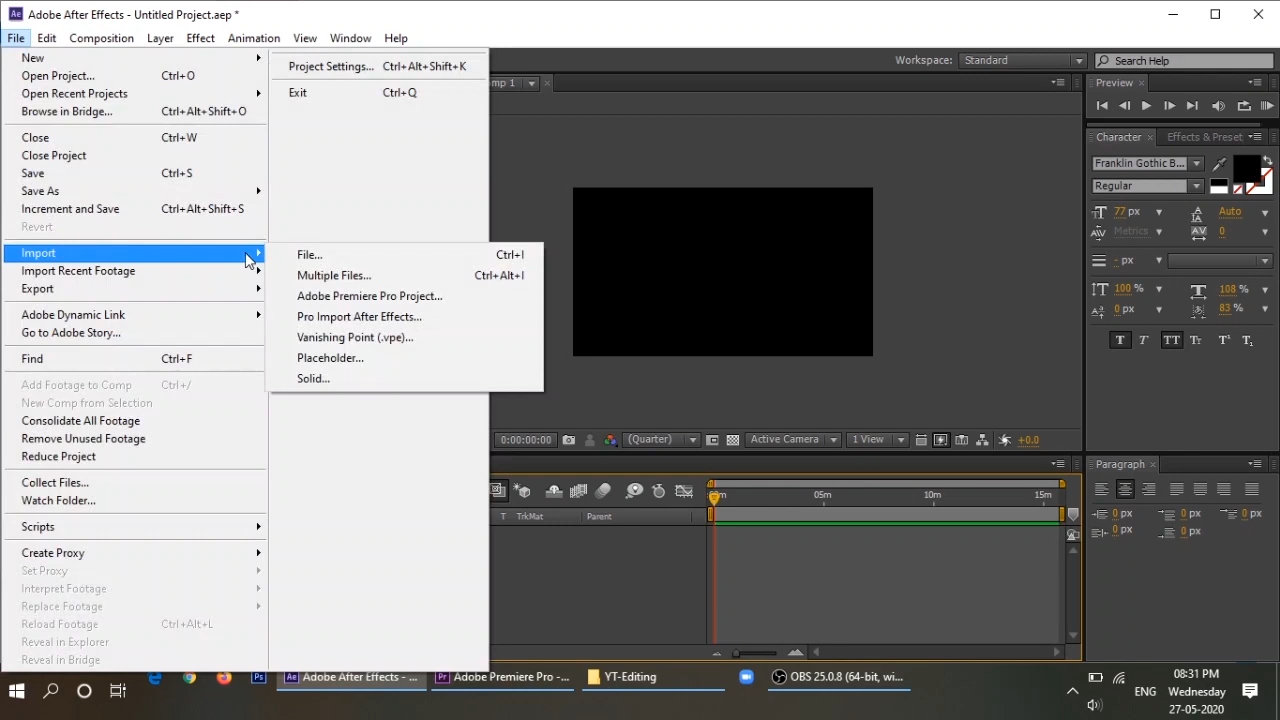 Adobe After Effects - Untitled Project.aep *
File Edit Composition Layer Effect Animation View Window Help
New
Open Project... Ctrl+O
Open Recent Projects
Browse in Bridge... Ctrl+Alt+Shift+O
Close Ctrl+W
Close Project
Save Ctrl+S
Save As
Increment and Save Ctrl+Alt+Shift+S
Revert
Import
Import Recent Footage
Export
Adobe Dynamic Link
Go to Adobe Story...
Find Ctrl+F
Add Footage to Comp Ctrl+/
New Comp from Selection
Consolidate All Footage
Remove Unused Footage
Reduce Project
Collect Files...
Watch Folder...
Scripts
Create Proxy
Set Proxy
Interpret Footage
Replace Footage
Reload Footage Ctrl+Alt+L
Reveal in Explorer
Reveal in Bridge
Project Settings... Ctrl+Alt+Shift+K
Exit Ctrl+Q
File... Ctrl+I
Multiple Files... Ctrl+Alt+I
Adobe Premiere Pro Project...
Pro Import After Effects...
Vanishing Point (.vpe)...
Placeholder...
Solid...
Workspace: Standard Search Help
mp 1
0:00:00:00 (Quarter) Active Camera 1 View +0.0
05m 10m 15m
T TrkMat Parent
Preview
Character Effects & Preset
Franklin Gothic B...
Regular
77 px Auto
Metrics 0
- px
100 % 108 %
0 px 83 %
T T TT Tt T¹ T₁
Paragraph
0 px 0 px 0 px
0 px 0 px
Adobe After Effects - ... Adobe Premiere Pro -... YT-Editing OBS 25.0.8 (64-bit, wi...
08:31 PM
ENG Wednesday
27-05-2020